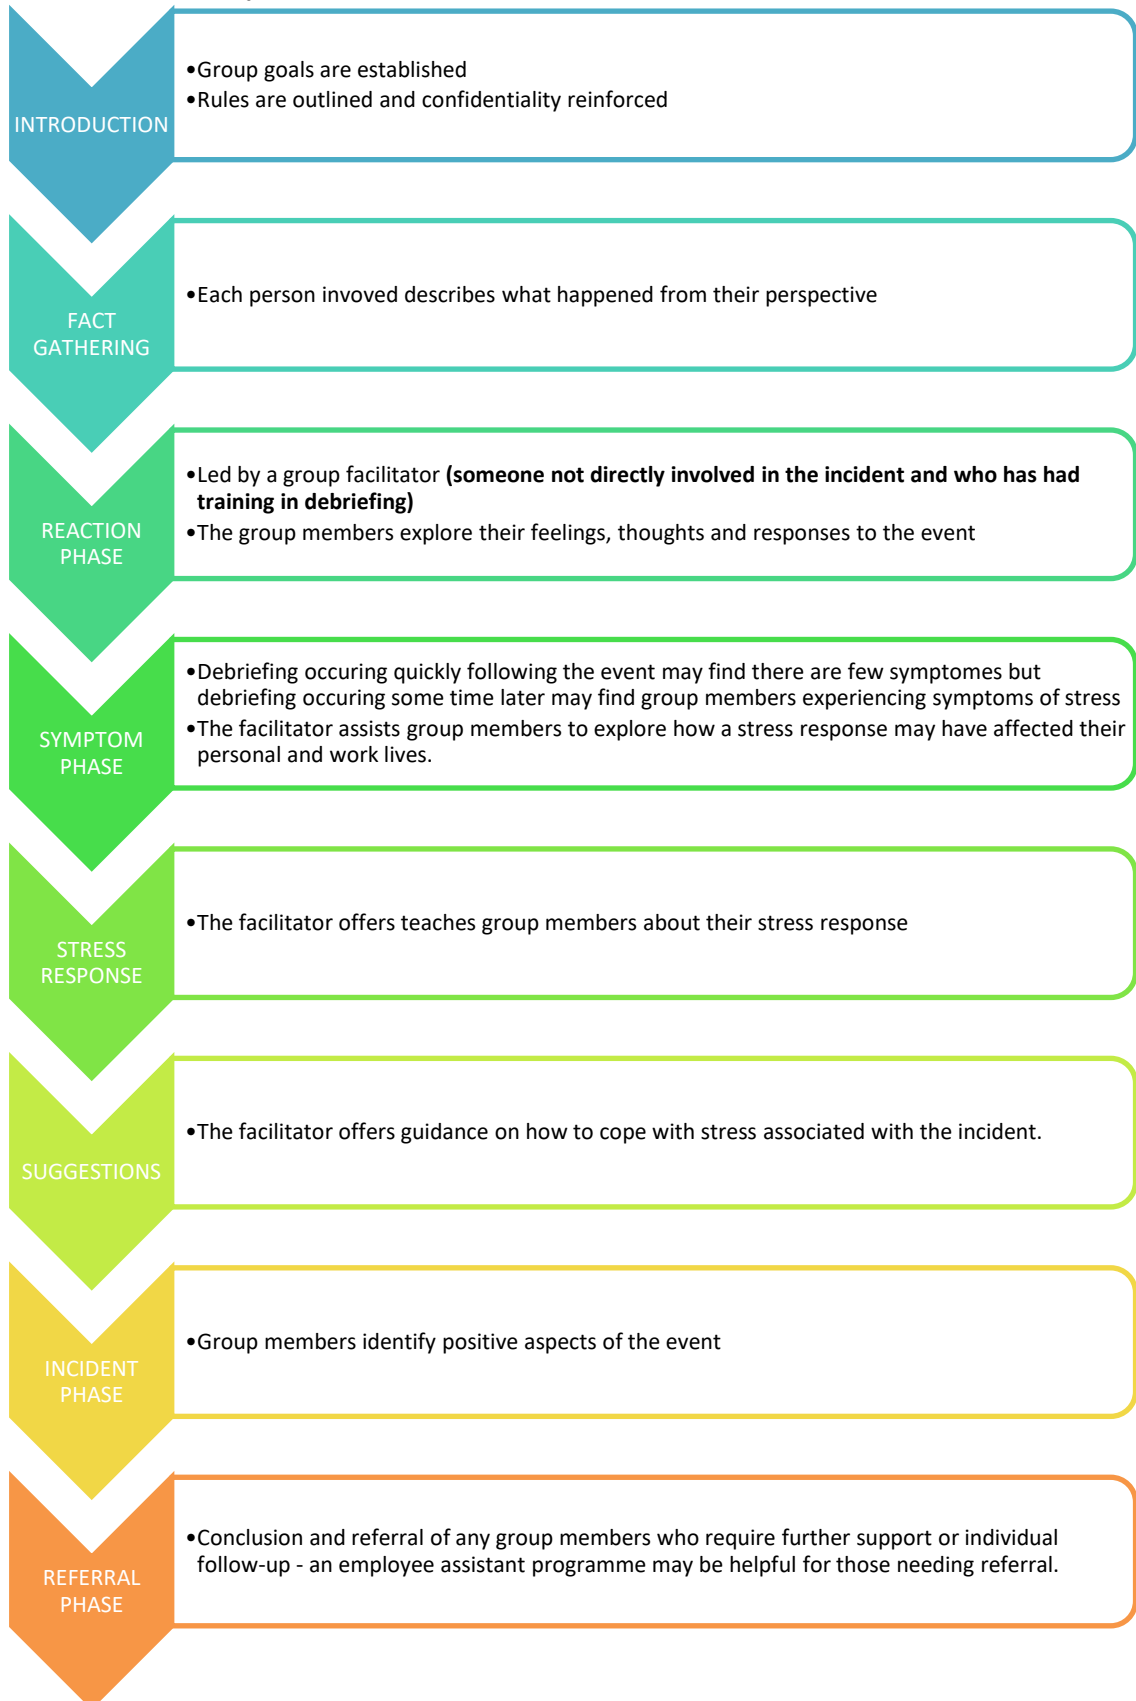 INTRODUCTION
•Group goals are established
•Rules are outlined and confidentiality reinforced
FACT
GATHERING
•Each person invoved describes what happened from their perspective
REACTION
PHASE
•Led by a group facilitator (someone not directly involved in the incident and who has had
training in debriefing)
•The group members explore their feelings, thoughts and responses to the event
SYMPTOM
PHASE
•Debriefing occuring quickly following the event may find there are few symptomes but
debriefing occuring some time later may find group members experiencing symptoms of stress
•The facilitator assists group members to explore how a stress response may have affected their
personal and work lives.
STRESS
RESPONSE
•The facilitator offers teaches group members about their stress response
SUGGESTIONS
•The facilitator offers guidance on how to cope with stress associated with the incident.
INCIDENT
PHASE
•Group members identify positive aspects of the event
REFERRAL
PHASE
•Conclusion and referral of any group members who require further support or individual
follow-up - an employee assistant programme may be helpful for those needing referral.